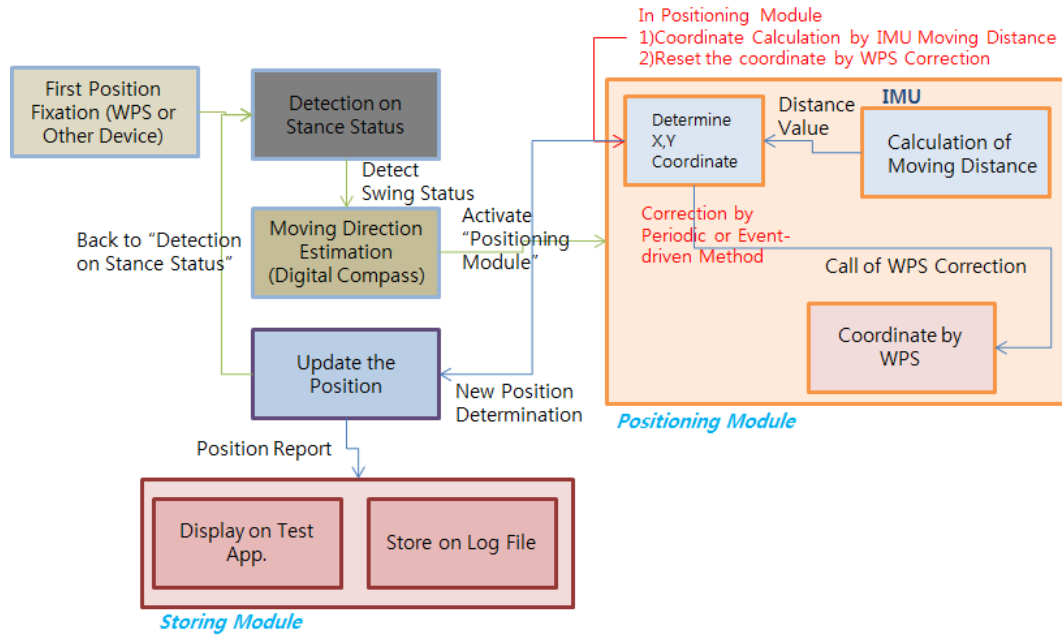 In Positioning Module
1)Coordinate Calculation by IMU Moving Distance
2)Reset the coordinate by WPS Correction
First Position
Fixation (WPS or
Other Device)
Detection on
Stance Status
Detect
Swing Status
Moving Direction
Estimation
(Digital Compass)
Activate
“Positioning
Module”
Back to “Detection
on Stance Status”
Update the
Position
New Position
Determination
Position Report
Display on Test
App.
Store on Log File
Storing Module
IMU
Determine
X,Y
Coordinate
Distance
Value
Calculation of
Moving Distance
Correction by
Periodic or Event-
driven Method
Call of WPS Correction
Coordinate by
WPS
Positioning Module